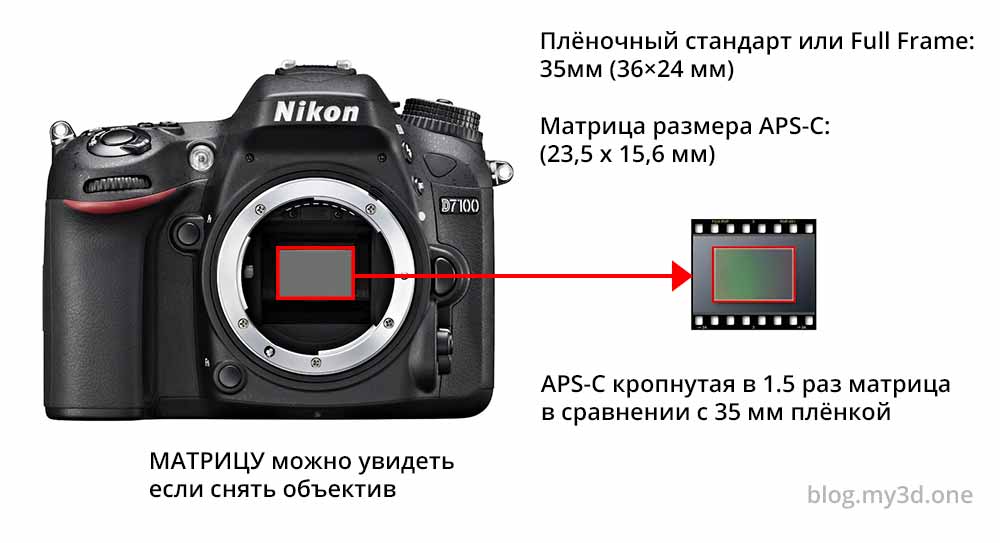 Плёночный стандарт или Full Frame:
35мм (36×24 мм)
Матрица размера APS-C:
(23,5 x 15,6 мм)
Nikon
D7100
APS-C кропнутая в 1.5 раз матрица
в сравнении с 35 мм плёнкой
МАТРИЦУ можно увидеть
если снять объектив
blog.my3d.one